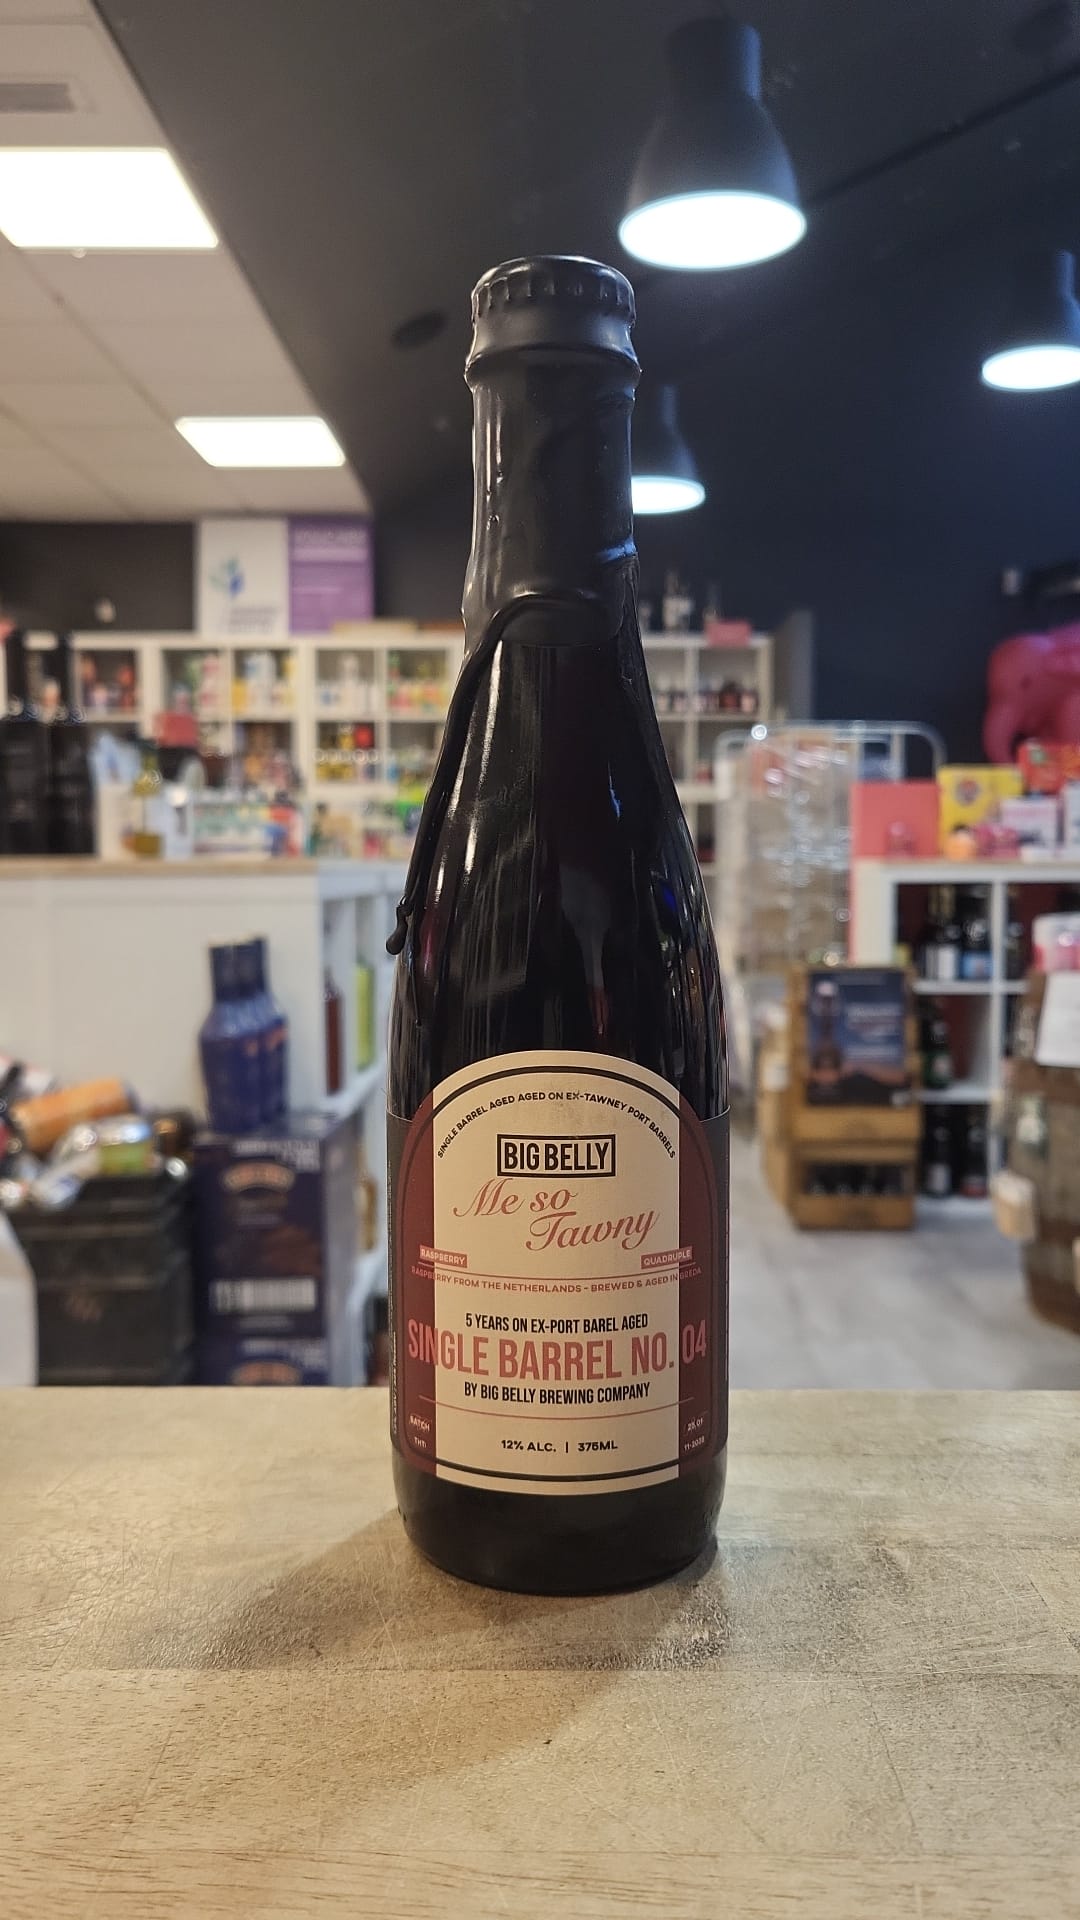 SINGLE BARREL AGED AGED ON EX-TAWNEY PORT BARRELS
BIG BELLY
Me so
Tawny
RASPBERRY
QUADRUPLE
RASPBERRY FROM THE NETHERLANDS - BREWED & AGED IN BREDA
5 YEARS ON EX-PORT BAREL AGED
SINGLE BARREL NO. 04
BY BIG BELLY BREWING COMPANY
BATCH
THT:
12% ALC. | 375ML